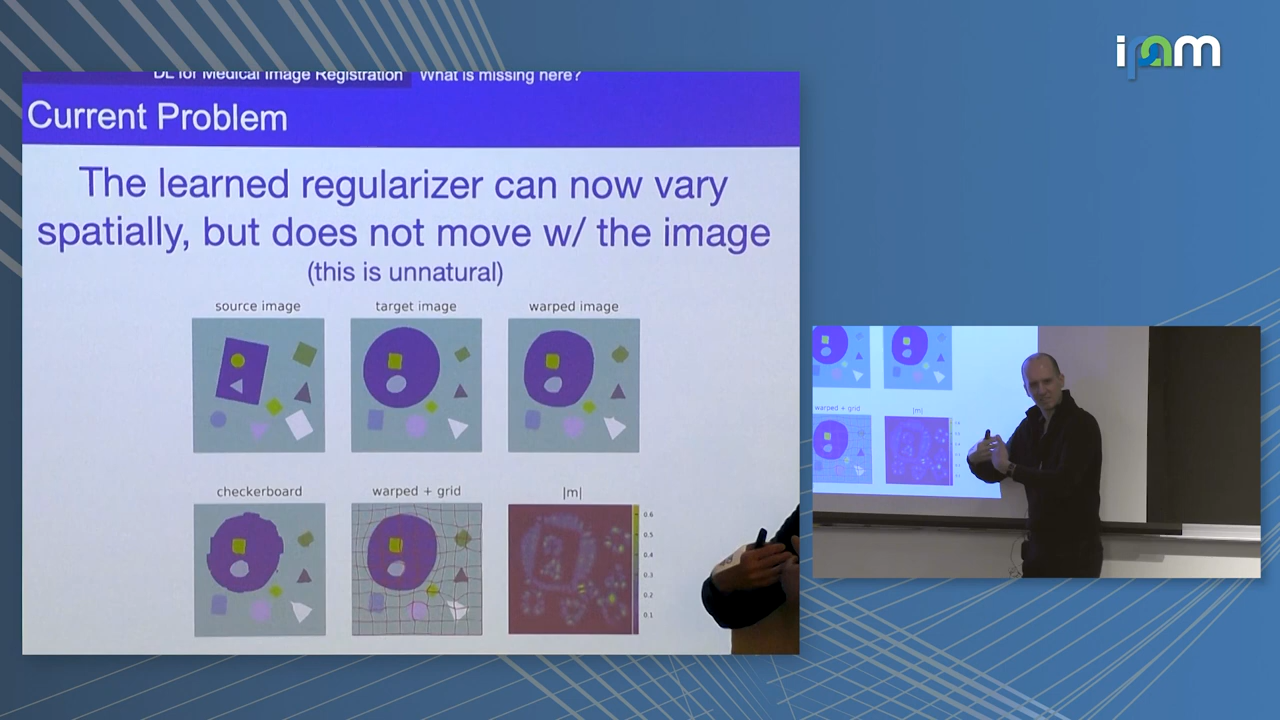 ipam
DL for Medical Image Registration What is missing here?
Current Problem
The learned regularizer can now vary
spatially, but does not move w/ the image
(this is unnatural)
source image target image warped image
checkerboard warped + grid |m|
0.6
0.5
0.4
0.3
0.2
0.1
warped + grid |m|